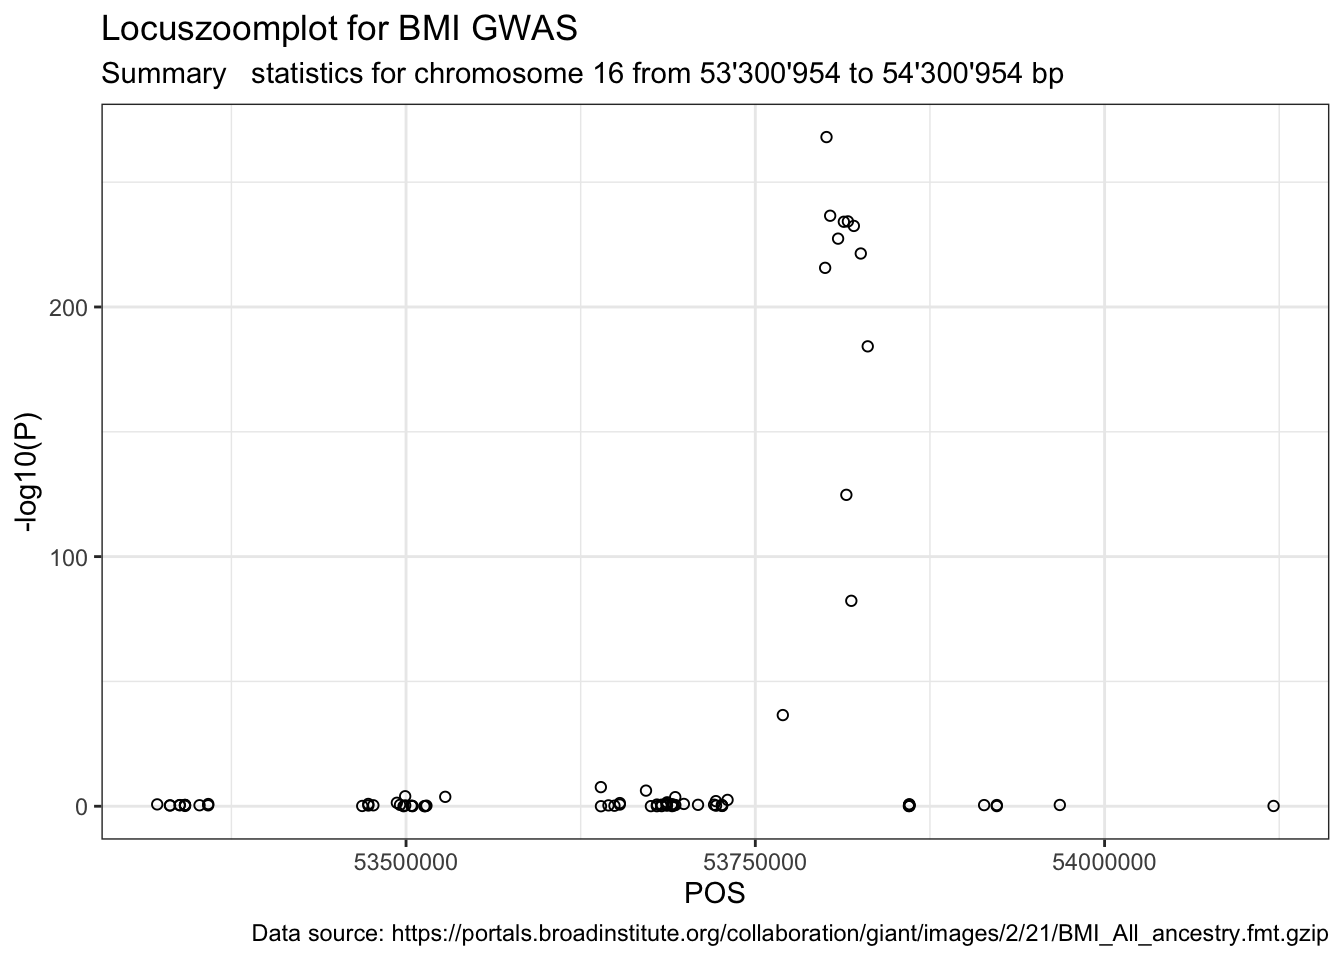 Locuszoomplot for BMI GWAS
Summary   statistics for chromosome 16 from 53'300'954 to 54'300'954 bp
-log10(P)
200
100
0
53500000 53750000 54000000
POS
Data source: https://portals.broadinstitute.org/collaboration/giant/images/2/21/BMI_All_ancestry.fmt.gzip